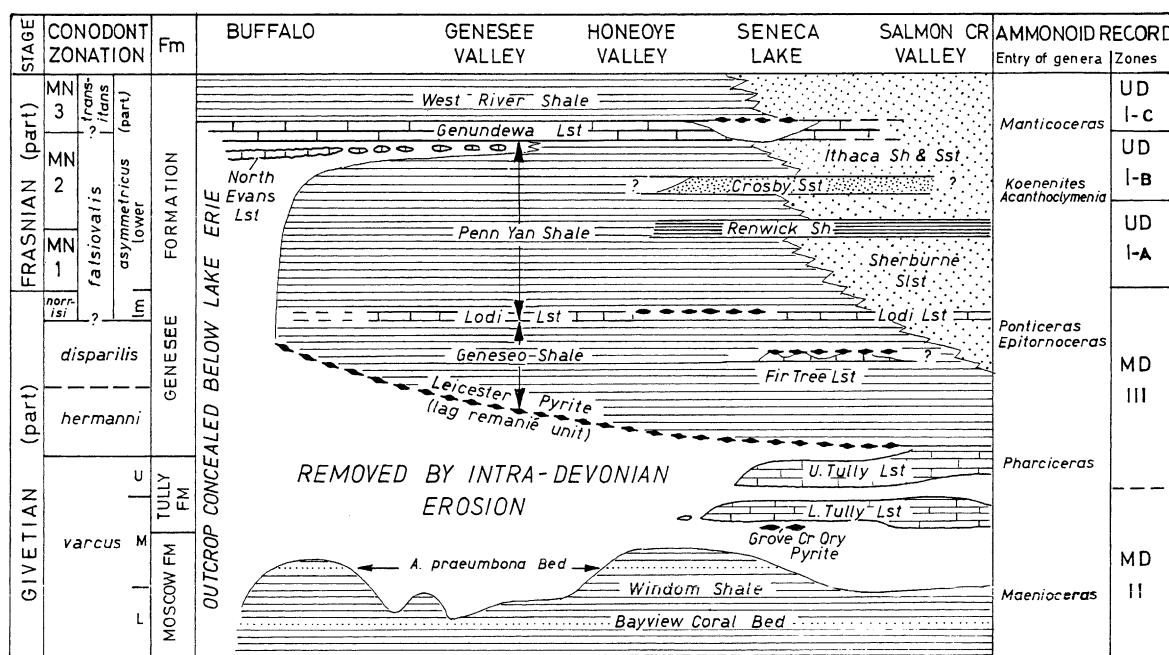 STAGE
CONODONT
ZONATION
Fm
BUFFALO
GENESEE
VALLEY
HONEOYE
VALLEY
SENECA
LAKE
SALMON CR
VALLEY
AMMONOID RECORD
Entry of genera
Zones
FRASNIAN (part)
GIVETIAN (part)
MN
3
MN
2
MN
1
trans-
itans
(part)
?
falsiovalis
asymmetricus
lower
lm
norr-
isi
?
disparilis
hermanni
varcus
U
M
L
GENESEE FORMATION
TULLY
FM
MOSCOW FM
OUTCROP CONCEALED BELOW LAKE ERIE
West River Shale
Genundewa Lst
North
Evans
Lst
Ithaca Sh & Sst
?
Crosby Sst
?
Penn Yan Shale
Renwick Sh
Sherburne
Slst
Lodi Lst
Lodi Lst
Geneseo Shale
?
Fir Tree Lst
Leicester Pyrite
(lag remanié unit)
REMOVED BY INTRA-DEVONIAN
EROSION
U. Tully Lst
L. Tully Lst
Grove Cr Qry
Pyrite
A. praeumbona Bed
Windom Shale
Bayview Coral Bed
Manticoceras
Koenenites
Acanthoclymenia
Ponticeras
Epitornoceras
Pharciceras
Maenioceras
UD
I-C
UD
I-B
UD
I-A
MD
III
MD
II